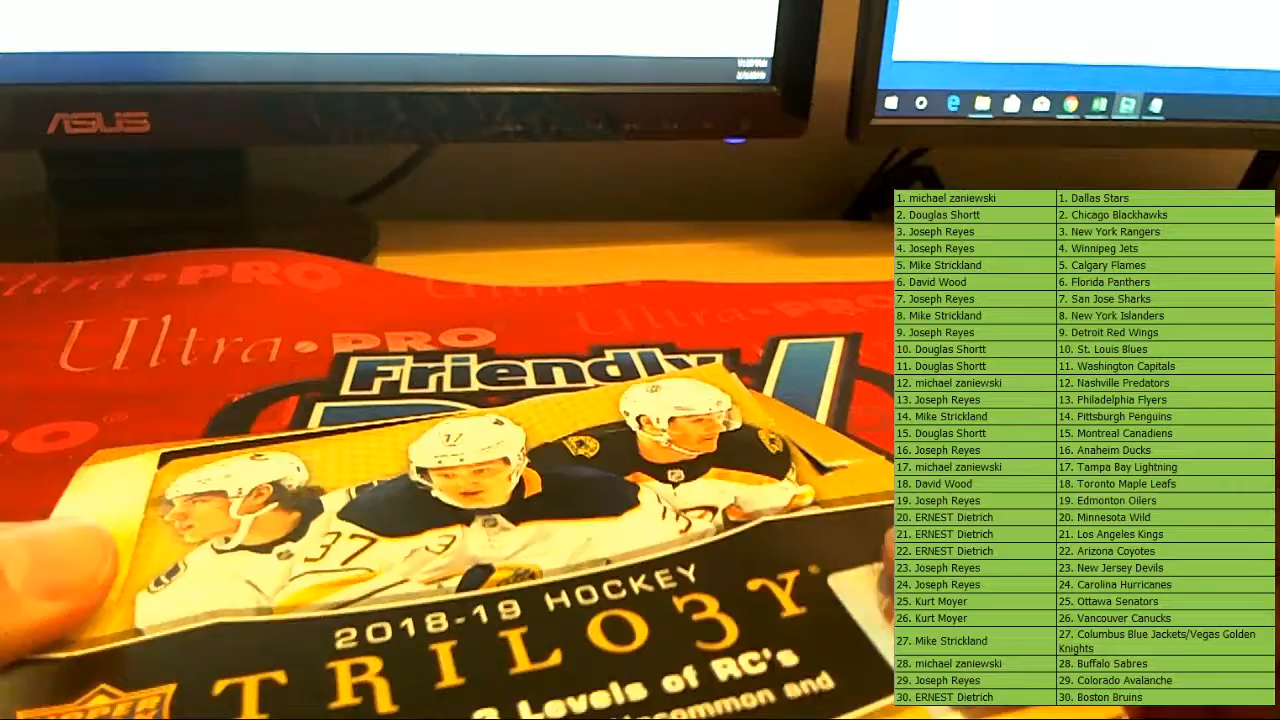 ASUS
Ultra•PRO
Ultra•PRO
Friendly
37
17
37
2018-19 HOCKEY
TRILO3Y
3 Levels of RC's
Uncommon and
UPPER
1. michael zaniewski 1. Dallas Stars
2. Douglas Shortt 2. Chicago Blackhawks
3. Joseph Reyes 3. New York Rangers
4. Joseph Reyes 4. Winnipeg Jets
5. Mike Strickland 5. Calgary Flames
6. David Wood 6. Florida Panthers
7. Joseph Reyes 7. San Jose Sharks
8. Mike Strickland 8. New York Islanders
9. Joseph Reyes 9. Detroit Red Wings
10. Douglas Shortt 10. St. Louis Blues
11. Douglas Shortt 11. Washington Capitals
12. michael zaniewski 12. Nashville Predators
13. Joseph Reyes 13. Philadelphia Flyers
14. Mike Strickland 14. Pittsburgh Penguins
15. Douglas Shortt 15. Montreal Canadiens
16. Joseph Reyes 16. Anaheim Ducks
17. michael zaniewski 17. Tampa Bay Lightning
18. David Wood 18. Toronto Maple Leafs
19. Joseph Reyes 19. Edmonton Oilers
20. ERNEST Dietrich 20. Minnesota Wild
21. ERNEST Dietrich 21. Los Angeles Kings
22. ERNEST Dietrich 22. Arizona Coyotes
23. Joseph Reyes 23. New Jersey Devils
24. Joseph Reyes 24. Carolina Hurricanes
25. Kurt Moyer 25. Ottawa Senators
26. Kurt Moyer 26. Vancouver Canucks
27. Mike Strickland 27. Columbus Blue Jackets/Vegas Golden
Knights
28. michael zaniewski 28. Buffalo Sabres
29. Joseph Reyes 29. Colorado Avalanche
30. ERNEST Dietrich 30. Boston Bruins